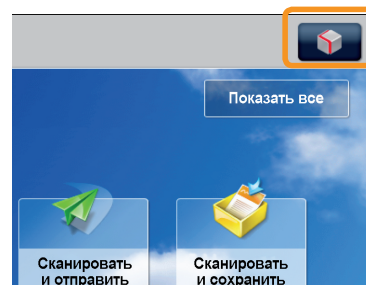 Показать все
Сканировать
и отправить
Сканировать
и сохранить